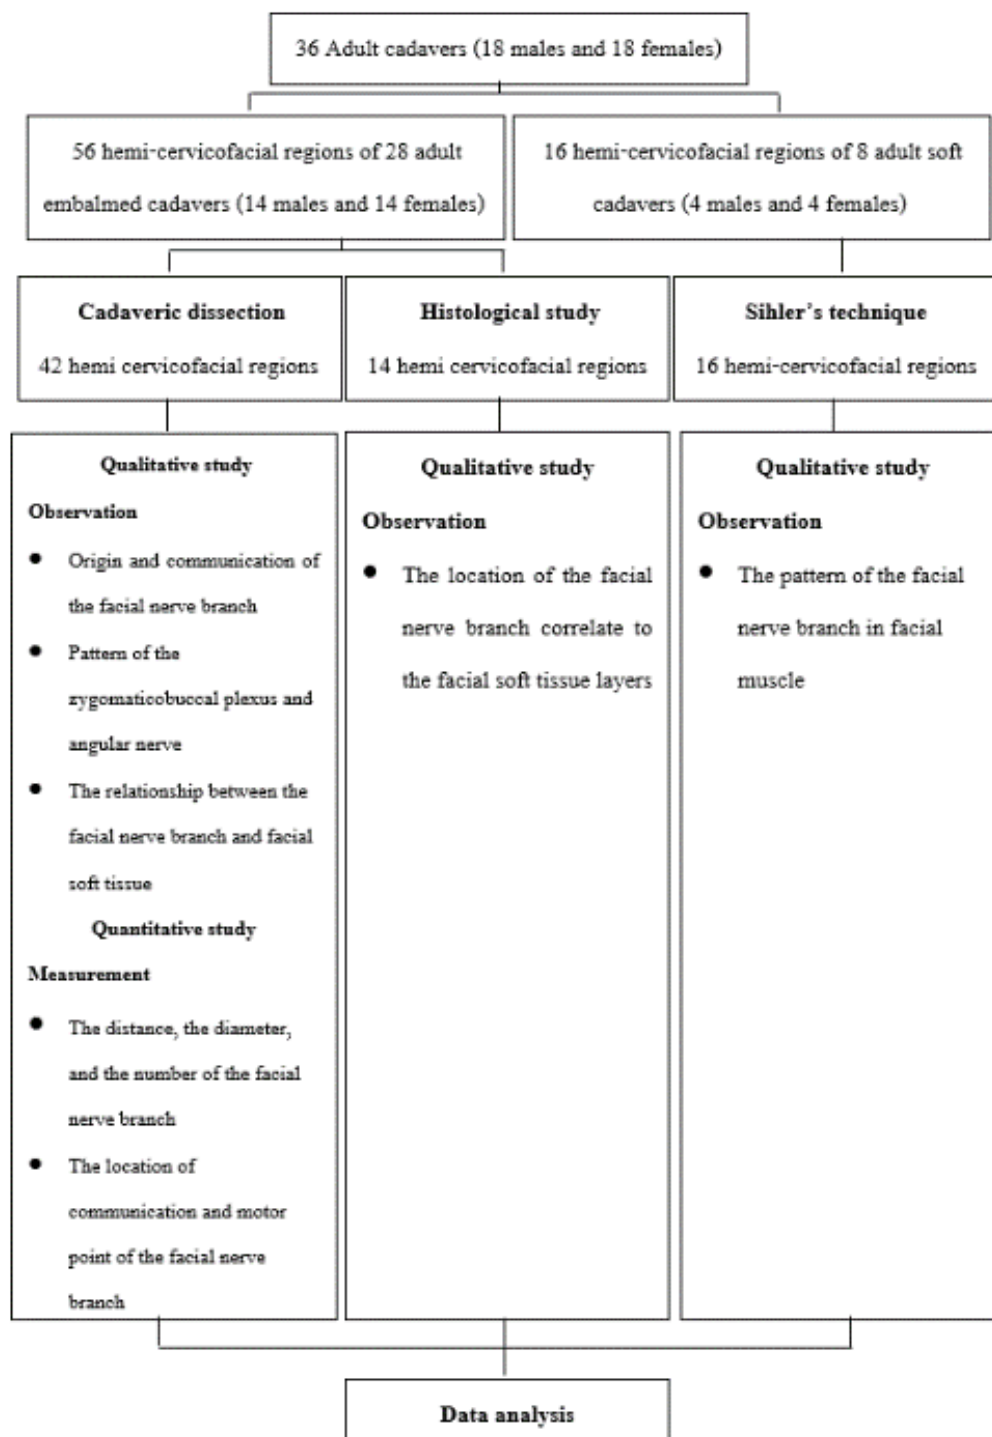 36 Adult cadavers (18 males and 18 females)
56 hemi-cervicofacial regions of 28 adult
embalmed cadavers (14 males and 14 females)
16 hemi-cervicofacial regions of 8 adult soft
cadavers (4 males and 4 females)
Cadaveric dissection
42 hemi cervicofacial regions
Histological study
14 hemi cervicofacial regions
Sihler's technique
16 hemi-cervicofacial regions
Qualitative study
Observation
● Origin and communication of
the facial nerve branch
● Pattern of the
zygomaticobuccal plexus and
angular nerve
● The relationship between the
facial nerve branch and facial
soft tissue
Quantitative study
Measurement
● The distance, the diameter,
and the number of the facial
nerve branch
● The location of
communication and motor
point of the facial nerve
branch
Qualitative study
Observation
● The location of the facial
nerve branch correlate to
the facial soft tissue layers
Qualitative study
Observation
● The pattern of the facial
nerve branch in facial
muscle
Data analysis